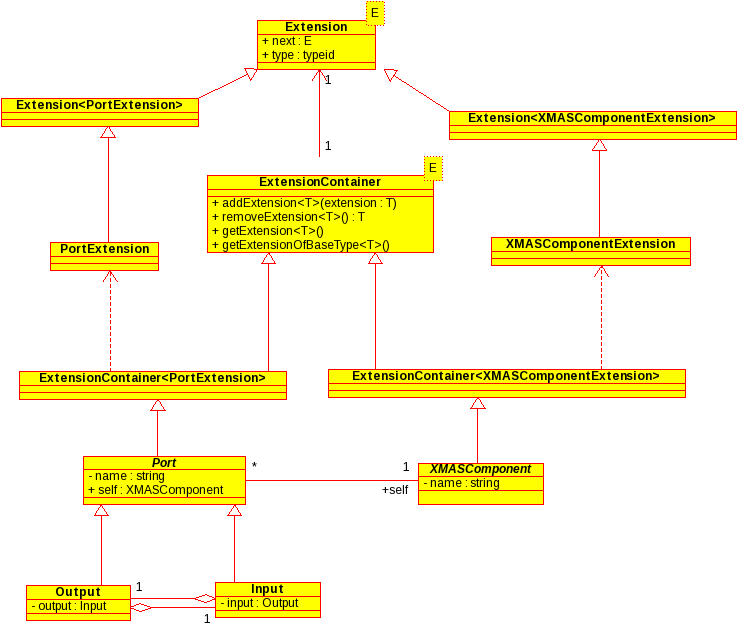 E
Extension
+ next : E
+ type : typeid
1
Extension<PortExtension>
Extension<XMASComponentExtension>
1
E
ExtensionContainer
+ addExtension<T>(extension : T)
+ removeExtension<T>() : T
+ getExtension<T>()
+ getExtentionOfBaseType<T>()
PortExtension
XMASComponentExtension
ExtensionContainer<PortExtension>
ExtensionContainer<XMASComponentExtension>
Port
- name : string
+ self : XMASComponent
*
1
+self
XMASComponent
- name : string
Output
- output : Input
1
1
Input
- input : Output